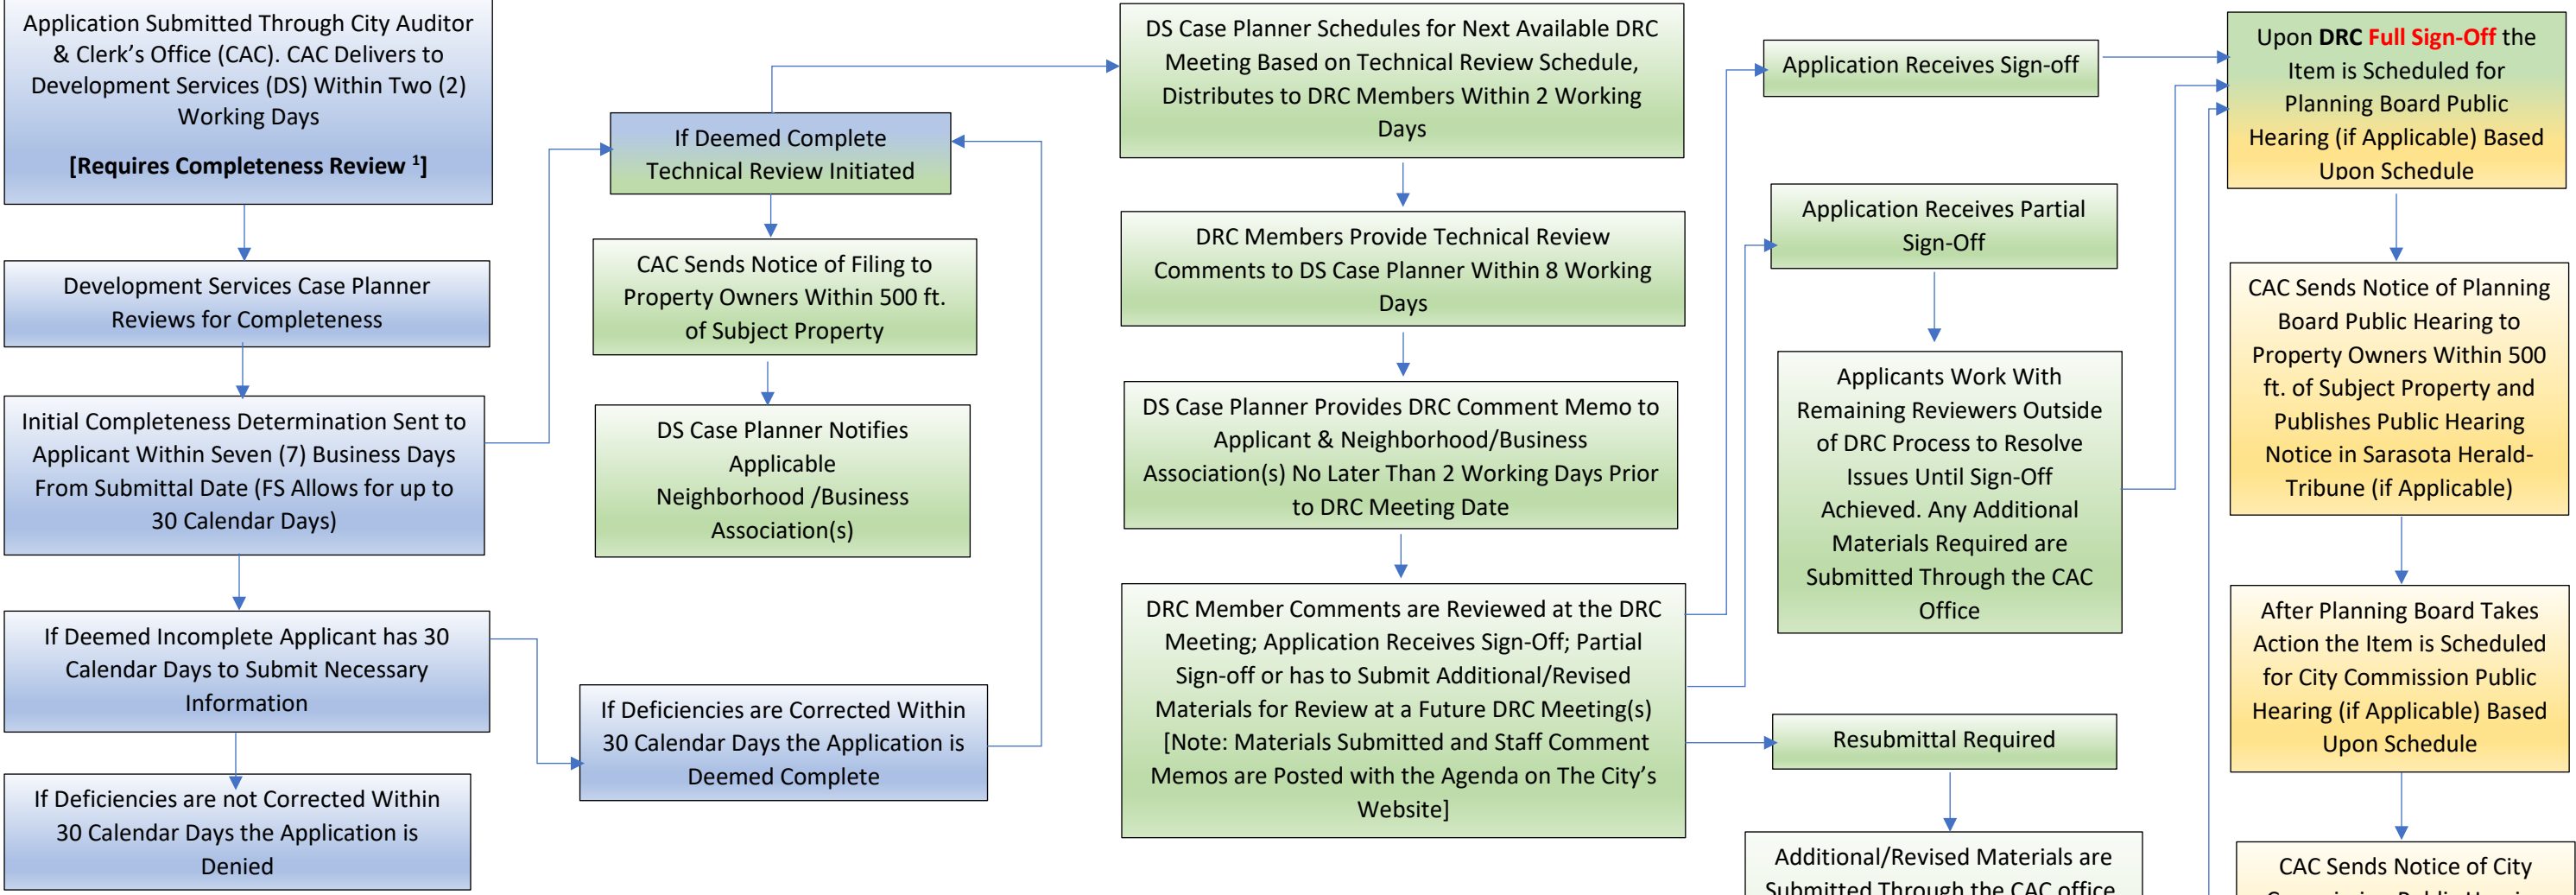 Application Submitted Through City Auditor
& Clerk’s Office (CAC). CAC Delivers to
Development Services (DS) Within Two (2)
Working Days
[Requires Completeness Review ¹]
Development Services Case Planner
Reviews for Completeness
Initial Completeness Determination Sent to
Applicant Within Seven (7) Business Days
From Submittal Date (FS Allows for up to
30 Calendar Days)
If Deemed Incomplete Applicant has 30
Calendar Days to Submit Necessary
Information
If Deficiencies are not Corrected Within
30 Calendar Days the Application is
Denied
If Deemed Complete
Technical Review Initiated
CAC Sends Notice of Filing to
Property Owners Within 500 ft.
of Subject Property
DS Case Planner Notifies
Applicable
Neighborhood /Business
Association(s)
If Deficiencies are Corrected Within
30 Calendar Days the Application is
Deemed Complete
DS Case Planner Schedules for Next Available DRC
Meeting Based on Technical Review Schedule,
Distributes to DRC Members Within 2 Working
Days
DRC Members Provide Technical Review
Comments to DS Case Planner Within 8 Working
Days
DS Case Planner Provides DRC Comment Memo to
Applicant & Neighborhood/Business
Association(s) No Later Than 2 Working Days Prior
to DRC Meeting Date
DRC Member Comments are Reviewed at the DRC
Meeting; Application Receives Sign-Off; Partial
Sign-off or has to Submit Additional/Revised
Materials for Review at a Future DRC Meeting(s)
[Note: Materials Submitted and Staff Comment
Memos are Posted with the Agenda on The City’s
Website]
Application Receives Sign-off
Application Receives Partial
Sign-Off
Applicants Work With
Remaining Reviewers Outside
of DRC Process to Resolve
Issues Until Sign-Off
Achieved. Any Additional
Materials Required are
Submitted Through the CAC
Office
Resubmittal Required
Additional/Revised Materials are
Submitted Through the CAC office
Upon DRC Full Sign-Off the
Item is Scheduled for
Planning Board Public
Hearing (if Applicable) Based
Upon Schedule
CAC Sends Notice of Planning
Board Public Hearing to
Property Owners Within 500
ft. of Subject Property and
Publishes Public Hearing
Notice in Sarasota Herald-
Tribune (if Applicable)
After Planning Board Takes
Action the Item is Scheduled
for City Commission Public
Hearing (if Applicable) Based
Upon Schedule
CAC Sends Notice of City